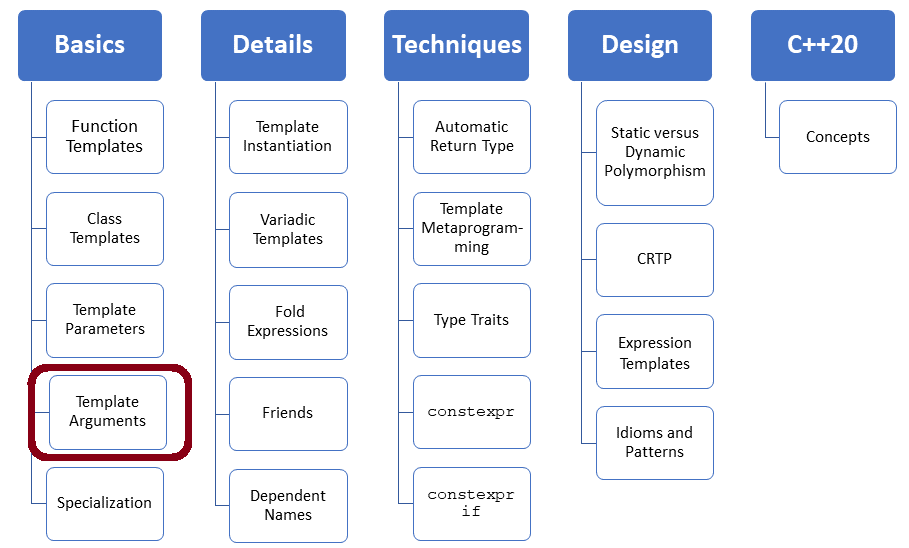 Basics
Function
Templates
Class
Templates
Template
Parameters
Template
Arguments
Specialization
Details
Template
Instantiation
Variadic
Templates
Fold
Expressions
Friends
Dependent
Names
Techniques
Automatic
Return Type
Template
Metaprogram-
ming
Type Traits
constexpr
constexpr
if
Design
Static versus
Dynamic
Polymorphism
CRTP
Expression
Templates
Idioms and
Patterns
C++20
Concepts